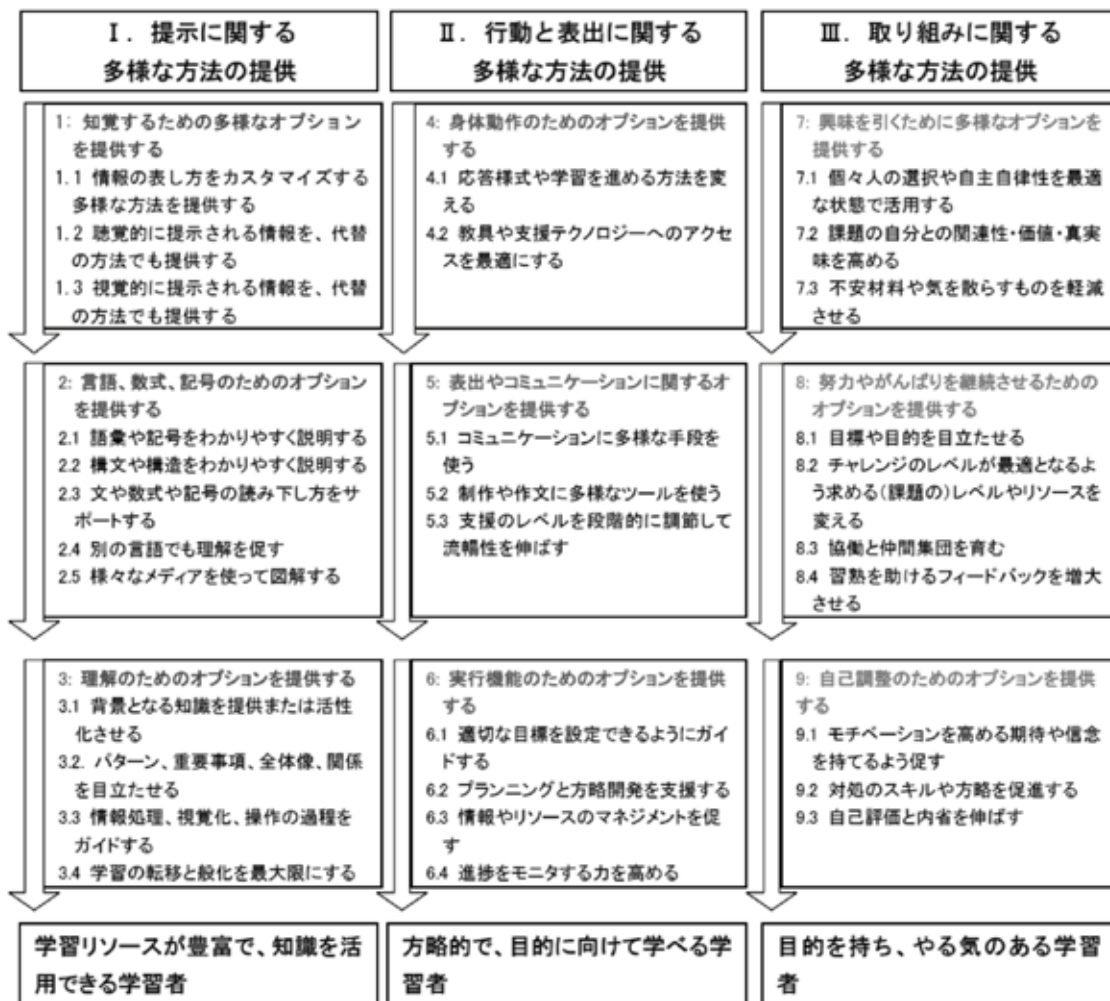 Ⅰ. 提示に関する
多様な方法の提供
1: 知覚するための多様なオプション
を提供する
1.1 情報の表し方をカスタマイズする
多様な方法を提供する
1.2 聴覚的に提示される情報を、代替
の方法でも提供する
1.3 視覚的に提示される情報を、代替
の方法でも提供する
2: 言語、数式、記号のためのオプション
を提供する
2.1 語彙や記号をわかりやすく説明する
2.2 構文や構造をわかりやすく説明する
2.3 文や数式や記号の読み下し方をサ
ポートする
2.4 別の言語でも理解を促す
2.5 様々なメディアを使って図解する
3: 理解のためのオプションを提供する
3.1 背景となる知識を提供または活性
化させる
3.2. パターン、重要事項、全体像、関係
を目立たせる
3.3 情報処理、視覚化、操作の過程を
ガイドする
3.4 学習の転移と般化を最大限にする
学習リソースが豊富で、知識を活
用できる学習者
Ⅱ. 行動と表出に関する
多様な方法の提供
4: 身体動作のためのオプションを提供
する
4.1 応答様式や学習を進める方法を変
える
4.2 教具や支援テクノロジーへのアクセ
スを最適にする
5: 表出やコミュニケーションに関するオ
プションを提供する
5.1 コミュニケーションに多様な手段を
使う
5.2 制作や作文に多様なツールを使う
5.3 支援のレベルを段階的に調節して
流暢性を伸ばす
6: 実行機能のためのオプションを提供
する
6.1 適切な目標を設定できるようにガイ
ドする
6.2 プランニングと方略開発を支援する
6.3 情報やリソースのマネジメントを促
す
6.4 進捗をモニタする力を高める
方略的で、目的に向けて学べる学
習者
Ⅲ. 取り組みに関する
多様な方法の提供
7: 興味を引くために多様なオプションを
提供する
7.1 個々人の選択や自主自律性を最適
な状態で活用する
7.2 課題の自分との関連性・価値・真実
味を高める
7.3 不安材料や気を散らすものを軽減
させる
8: 努力やがんばりを継続させるための
オプションを提供する
8.1 目標や目的を目立たせる
8.2 チャレンジのレベルが最適となるよ
う求める(課題の)レベルやリソースを
変える
8.3 協働と仲間集団を育む
8.4 習熟を助けるフィードバックを増大
させる
9: 自己調整のためのオプションを提供
する
9.1 モチベーションを高める期待や信念
を持てるよう促す
9.2 対処のスキルや方略を促進する
9.3 自己評価と内省を伸ばす
目的を持ち、やる気のある学習
者